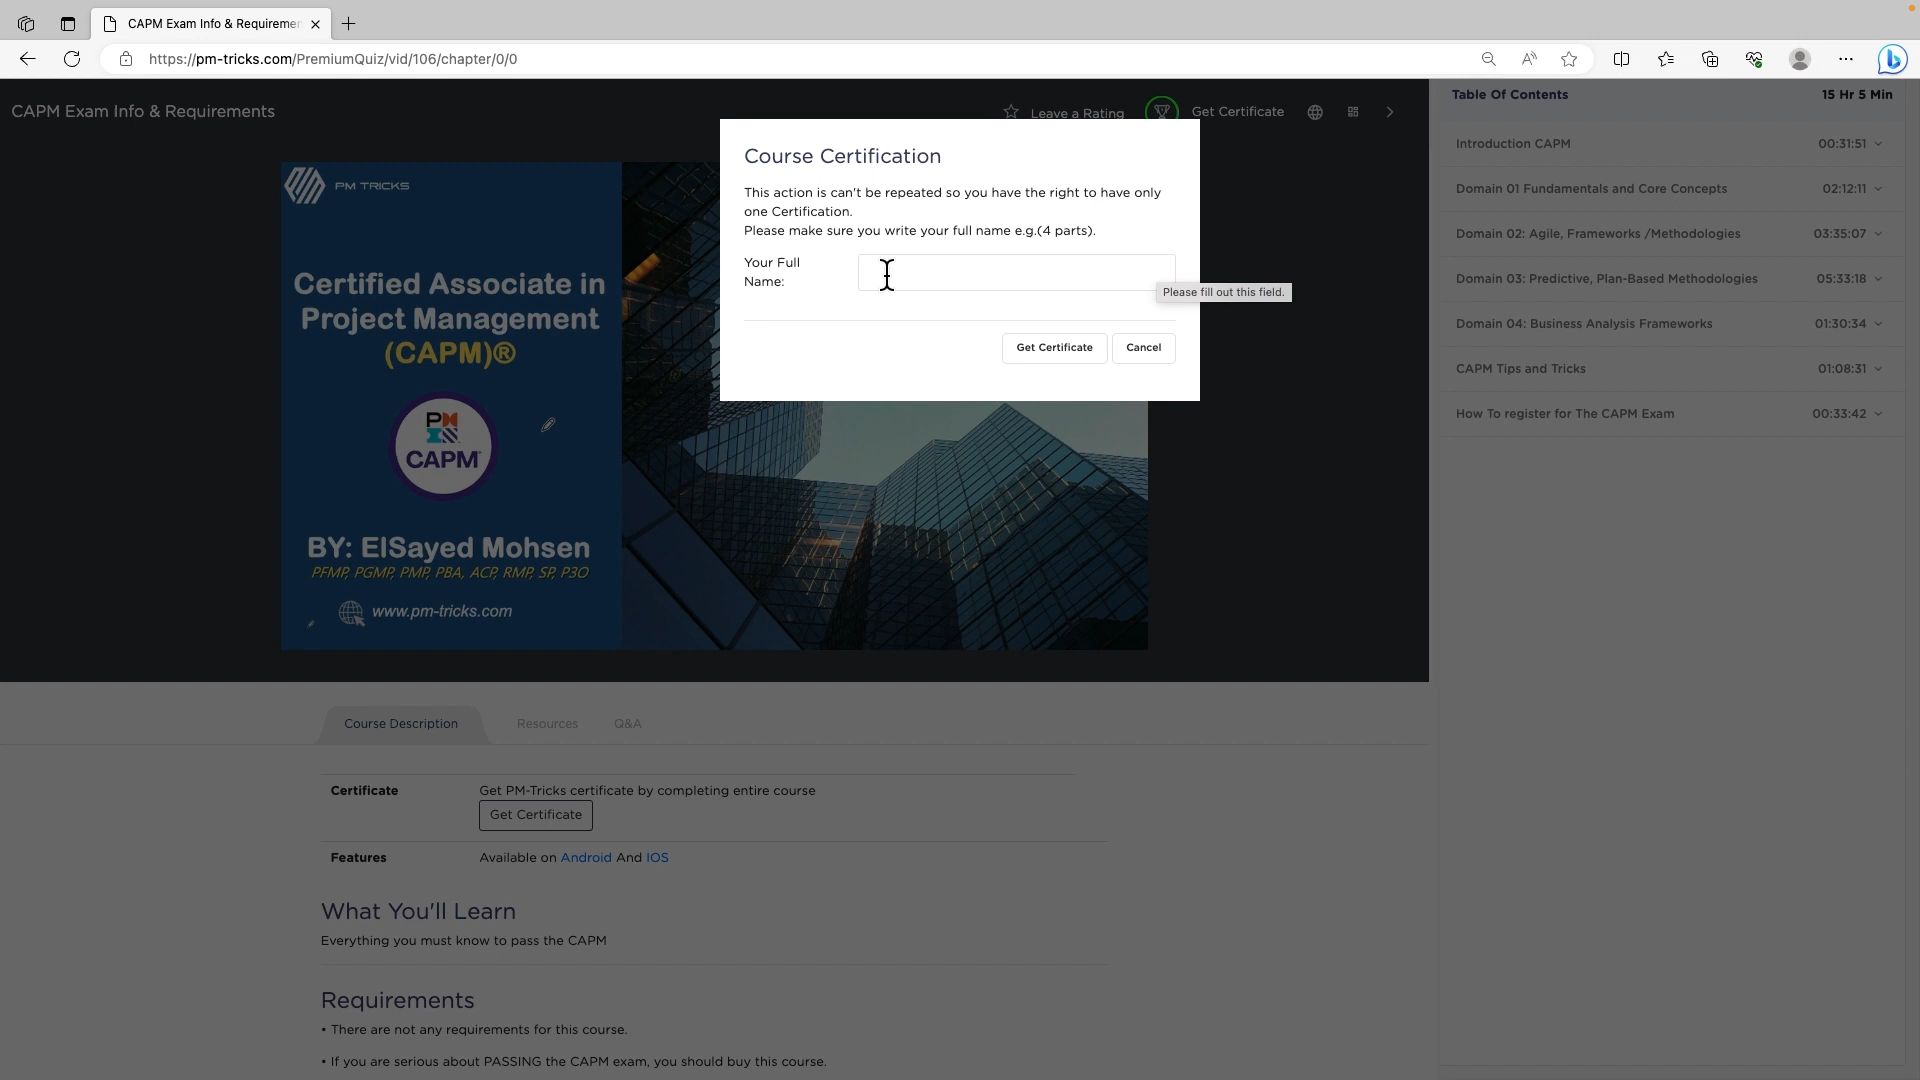 CAPM Exam Info & Requiremen
https://pm-tricks.com/PremiumQuiz/vid/106/chapter/0/0
CAPM Exam Info & Requirements
Leave a Rating
Get Certificate
Course Certification
This action is can't be repeated so you have the right to have only
one Certification.
Please make sure you write your full name e.g.(4 parts).
Your Full
Name:
Please fill out this field.
Get Certificate
Cancel
PM TRICKS
Certified Associate in
Project Management
(CAPM)®
PM
CAPM
BY: ElSayed Mohsen
PFMP, PGMP, PMP, PBA, ACP, RMP, SP, P3O
www.pm-tricks.com
Table Of Contents 15 Hr 5 Min
Introduction CAPM 00:31:51
Domain 01 Fundamentals and Core Concepts 02:12:11
Domain 02: Agile, Frameworks /Methodologies 03:35:07
Domain 03: Predictive, Plan-Based Methodologies 05:33:18
Domain 04: Business Analysis Frameworks 01:30:34
CAPM Tips and Tricks 01:08:31
How To register for The CAPM Exam 00:33:42
Course Description Resources Q&A
Certificate Get PM-Tricks certificate by completing entire course
Get Certificate
Features Available on Android And IOS
What You'll Learn
Everything you must know to pass the CAPM
Requirements
• There are not any requirements for this course.
• If you are serious about PASSING the CAPM exam, you should buy this course.